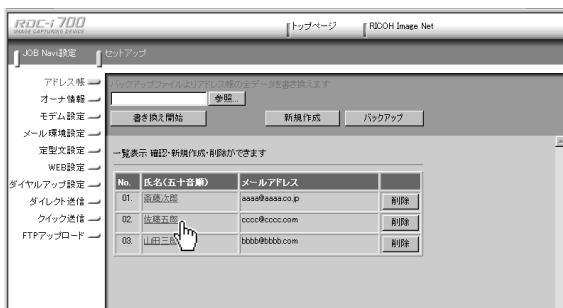 RDC-i 700
IMAGE CAPTURING DEVICE
トップページ
RICOH Image Net
JOB Navi設定
セットアップ
アドレス帳
オーナ情報
モデム設定
メール環境設定
定型文設定
WEB設定
ダイヤルアップ設定
ダイレクト送信
クイック送信
FTPアップロード
バックアップファイルよりアドレス帳の全データを書き換えます
参照...
書き換え開始
新規作成
バックアップ
一覧表示 確認・新規作成・削除ができます
No. 氏名(五十音順) メールアドレス
01. 斎藤次郎 aaaa@aaaa.co.jp 削除
02. 佐藤五郎 cccc@cccc.com 削除
03. 山田三 bbbb@bbbb.com 削除